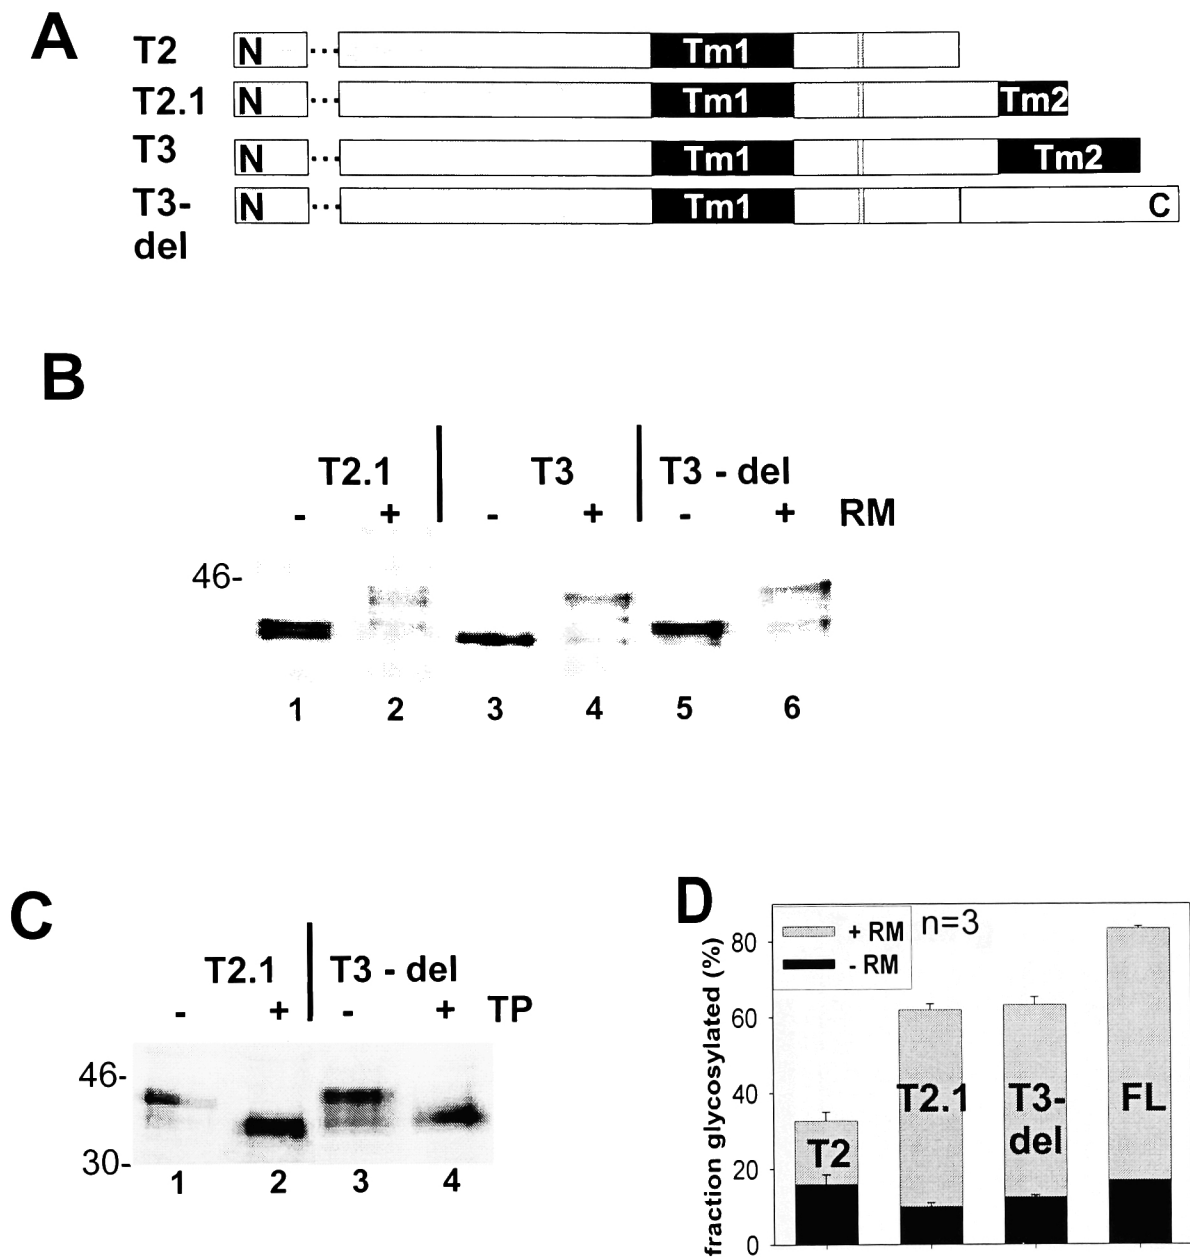 A
T2 N ... Tm1
T2.1 N ... Tm1 Tm2
T3 N ... Tm1 Tm2
T3-
del N ... Tm1 C
B
T2.1 T3 T3 - del
- + - + - + RM
46-
1 2 3 4 5 6
C
T2.1 T3 - del
- + - + TP
46-
30-
1 2 3 4
D
+ RM n=3
- RM
fraction glycosylated (%)
80
60
40
20
0
T2
T2.1
T3-
del
FL